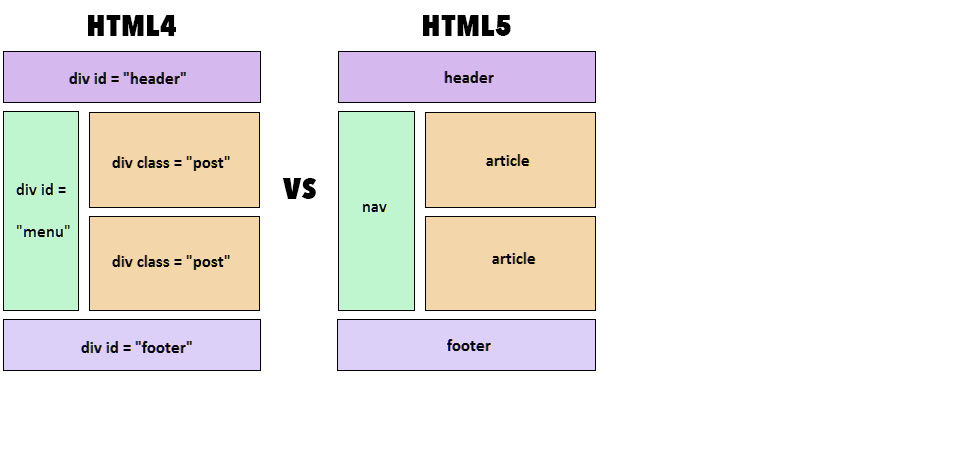 HTML4
HTML5
div id = "header"
header
div id =
"menu"
div class = "post"
div class = "post"
VS
nav
article
article
div id = "footer"
footer